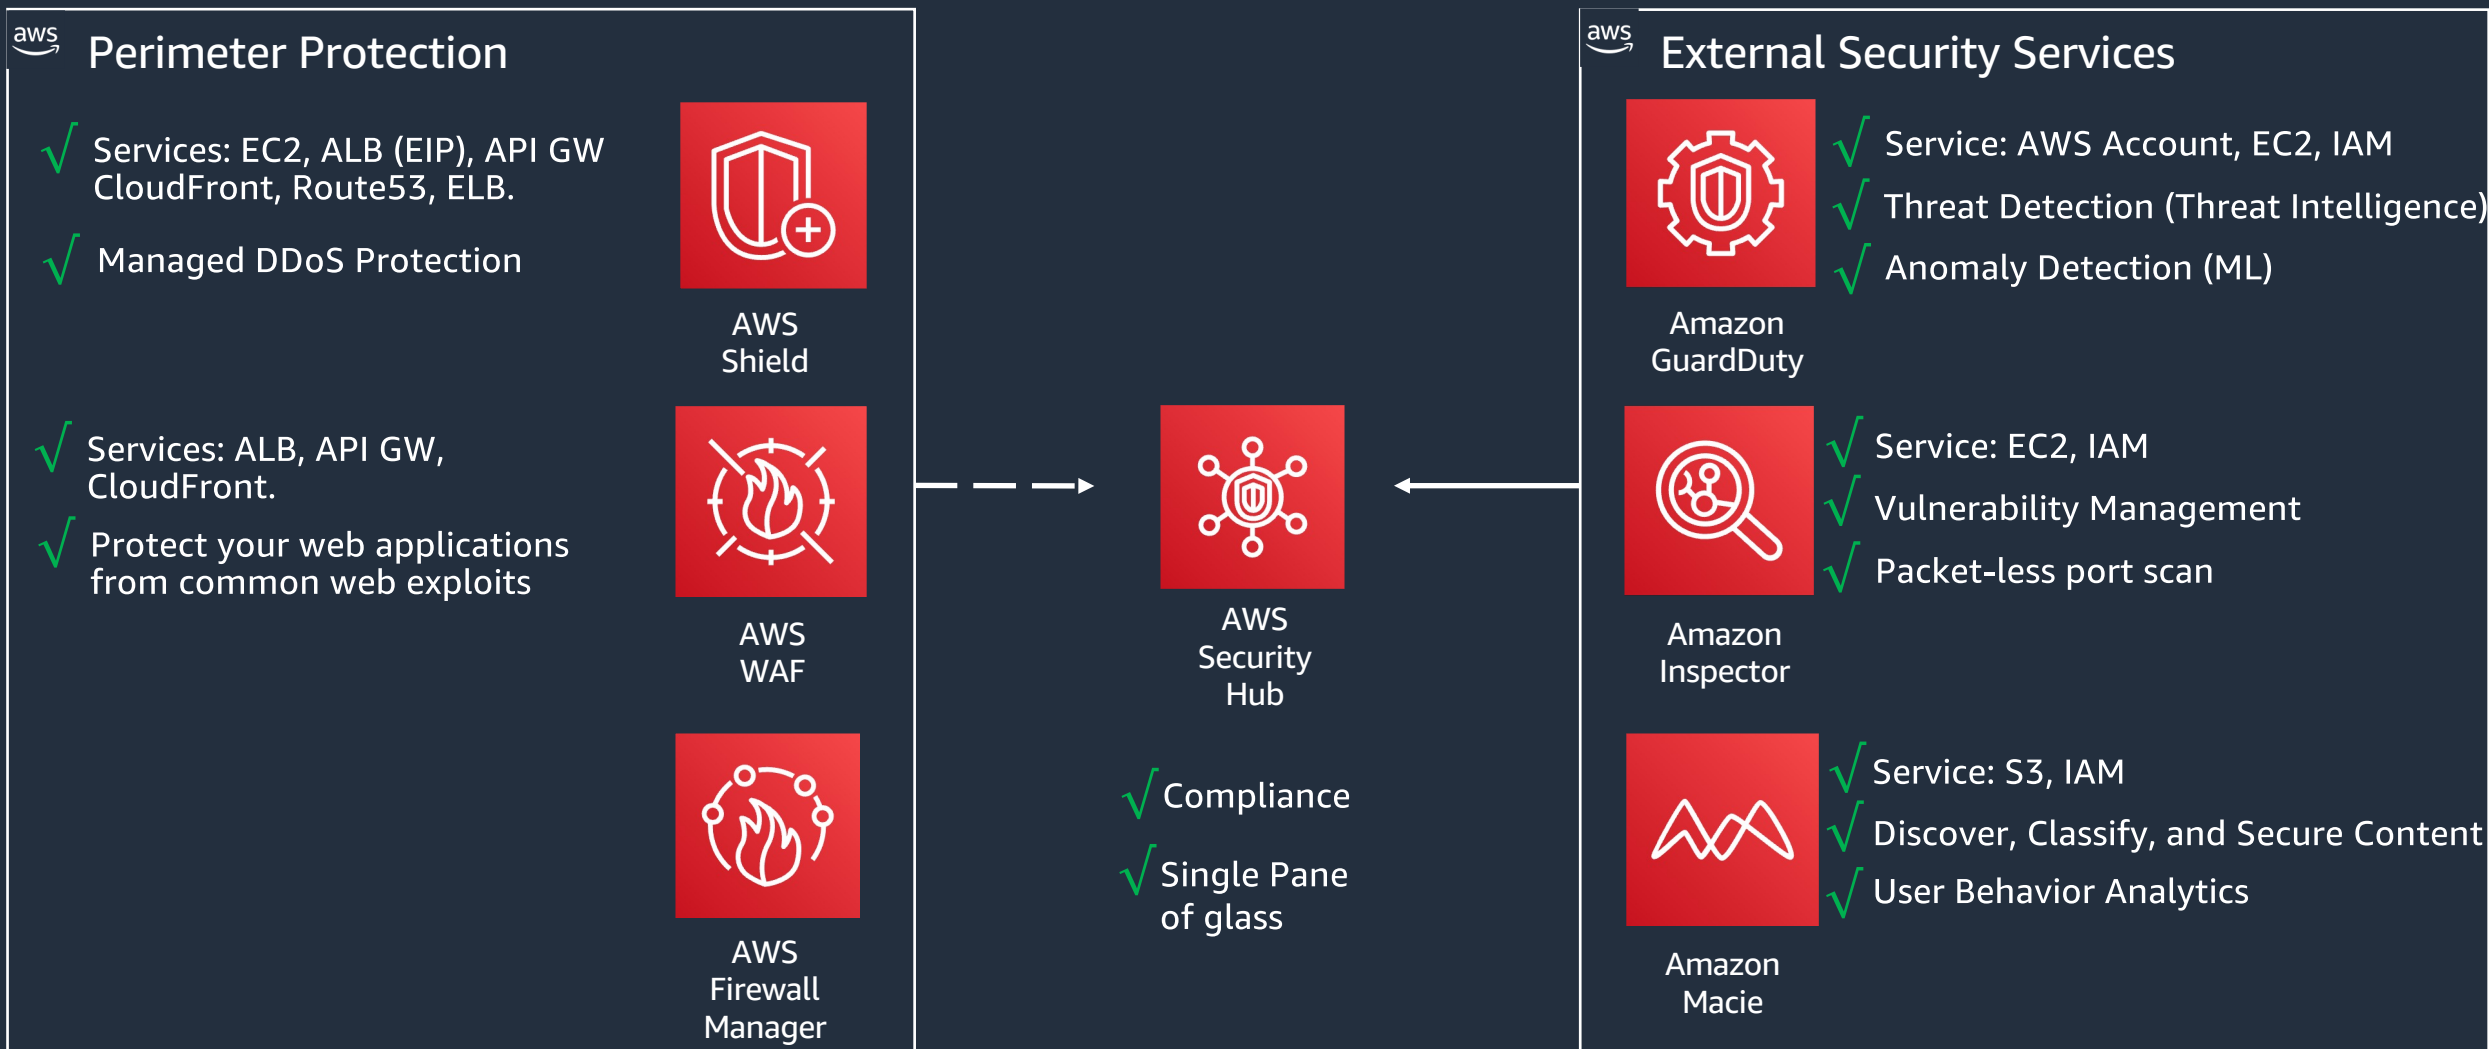 aws
Perimeter Protection
Services: EC2, ALB (EIP), API GW
CloudFront, Route53, ELB.
Managed DDoS Protection
AWS
Shield
Services: ALB, API GW,
CloudFront.
Protect your web applications
from common web exploits
AWS
WAF
AWS
Firewall
Manager
AWS
Security
Hub
Compliance
Single Pane
of glass
aws
External Security Services
Service: AWS Account, EC2, IAM
Threat Detection (Threat Intelligence)
Anomaly Detection (ML)
Amazon
GuardDuty
Service: EC2, IAM
Vulnerability Management
Packet-less port scan
Amazon
Inspector
Service: S3, IAM
Discover, Classify, and Secure Content
User Behavior Analytics
Amazon
Macie